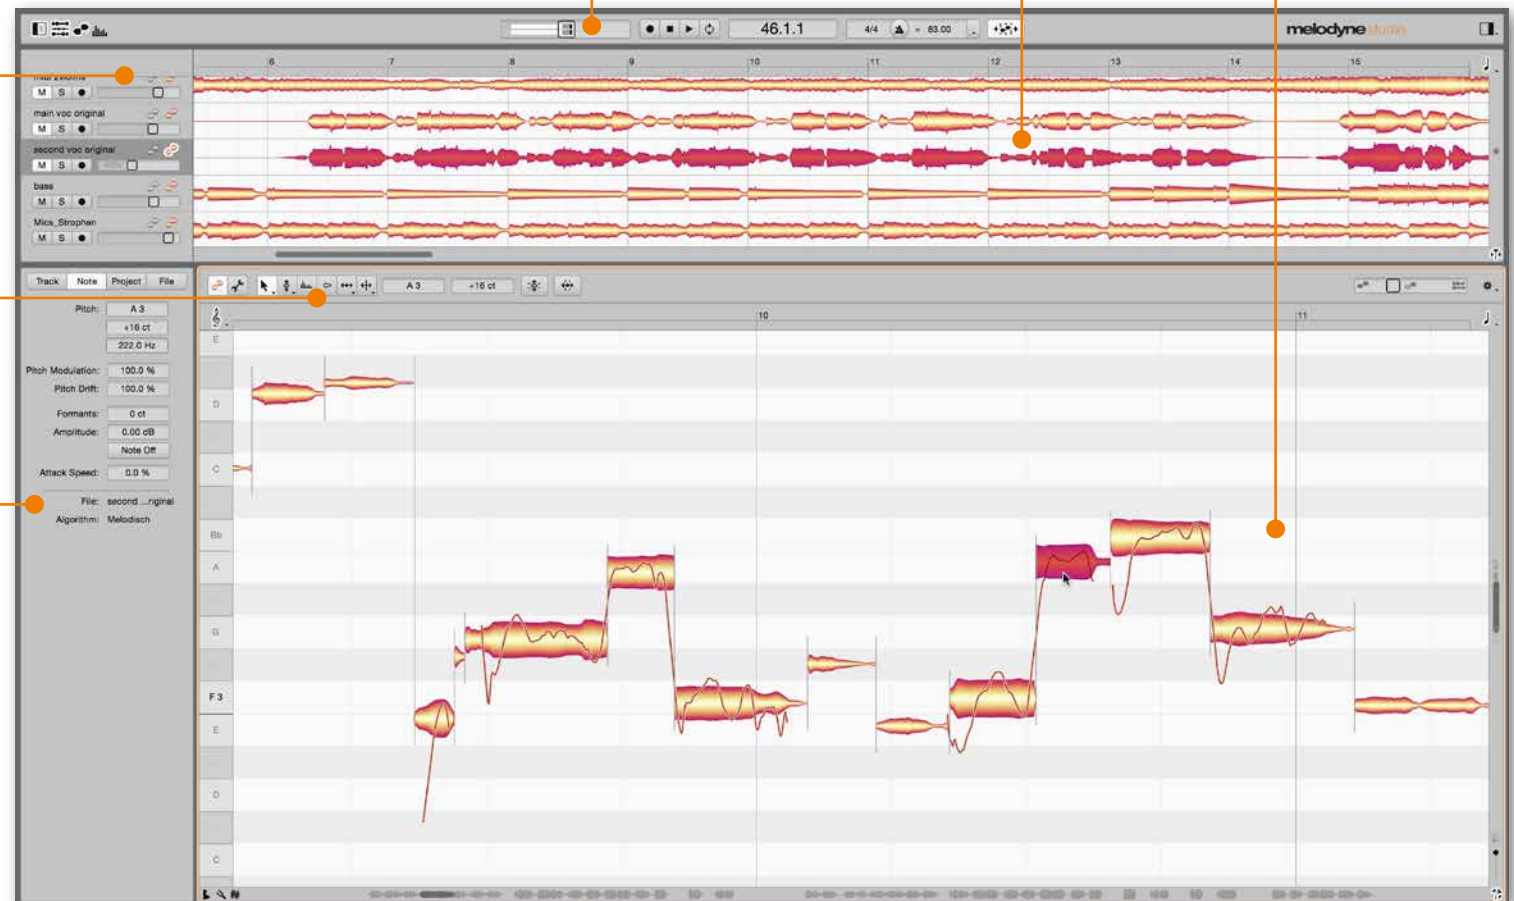 46.1.1
4/4 = 83.00
melodyne studio
6 7 8 9 10 11 12 13 14 15
M S
main voc original
M S
second voc original
M S
bass
M S
Mics_Strophen
M S
Track Note Project File
A 3 +16 ct
Pitch: A 3
+16 ct
222.0 Hz
Pitch Modulation: 100.0 %
Pitch Drift: 100.0 %
Formants: 0 ct
Amplitude: 0.00 dB
Note Off
Attack Speed: 0.0 %
File: second ...riginal
Algorithm: Melodisch
10 11
E
D
C
Bb
A
G
F 3
E
D
C